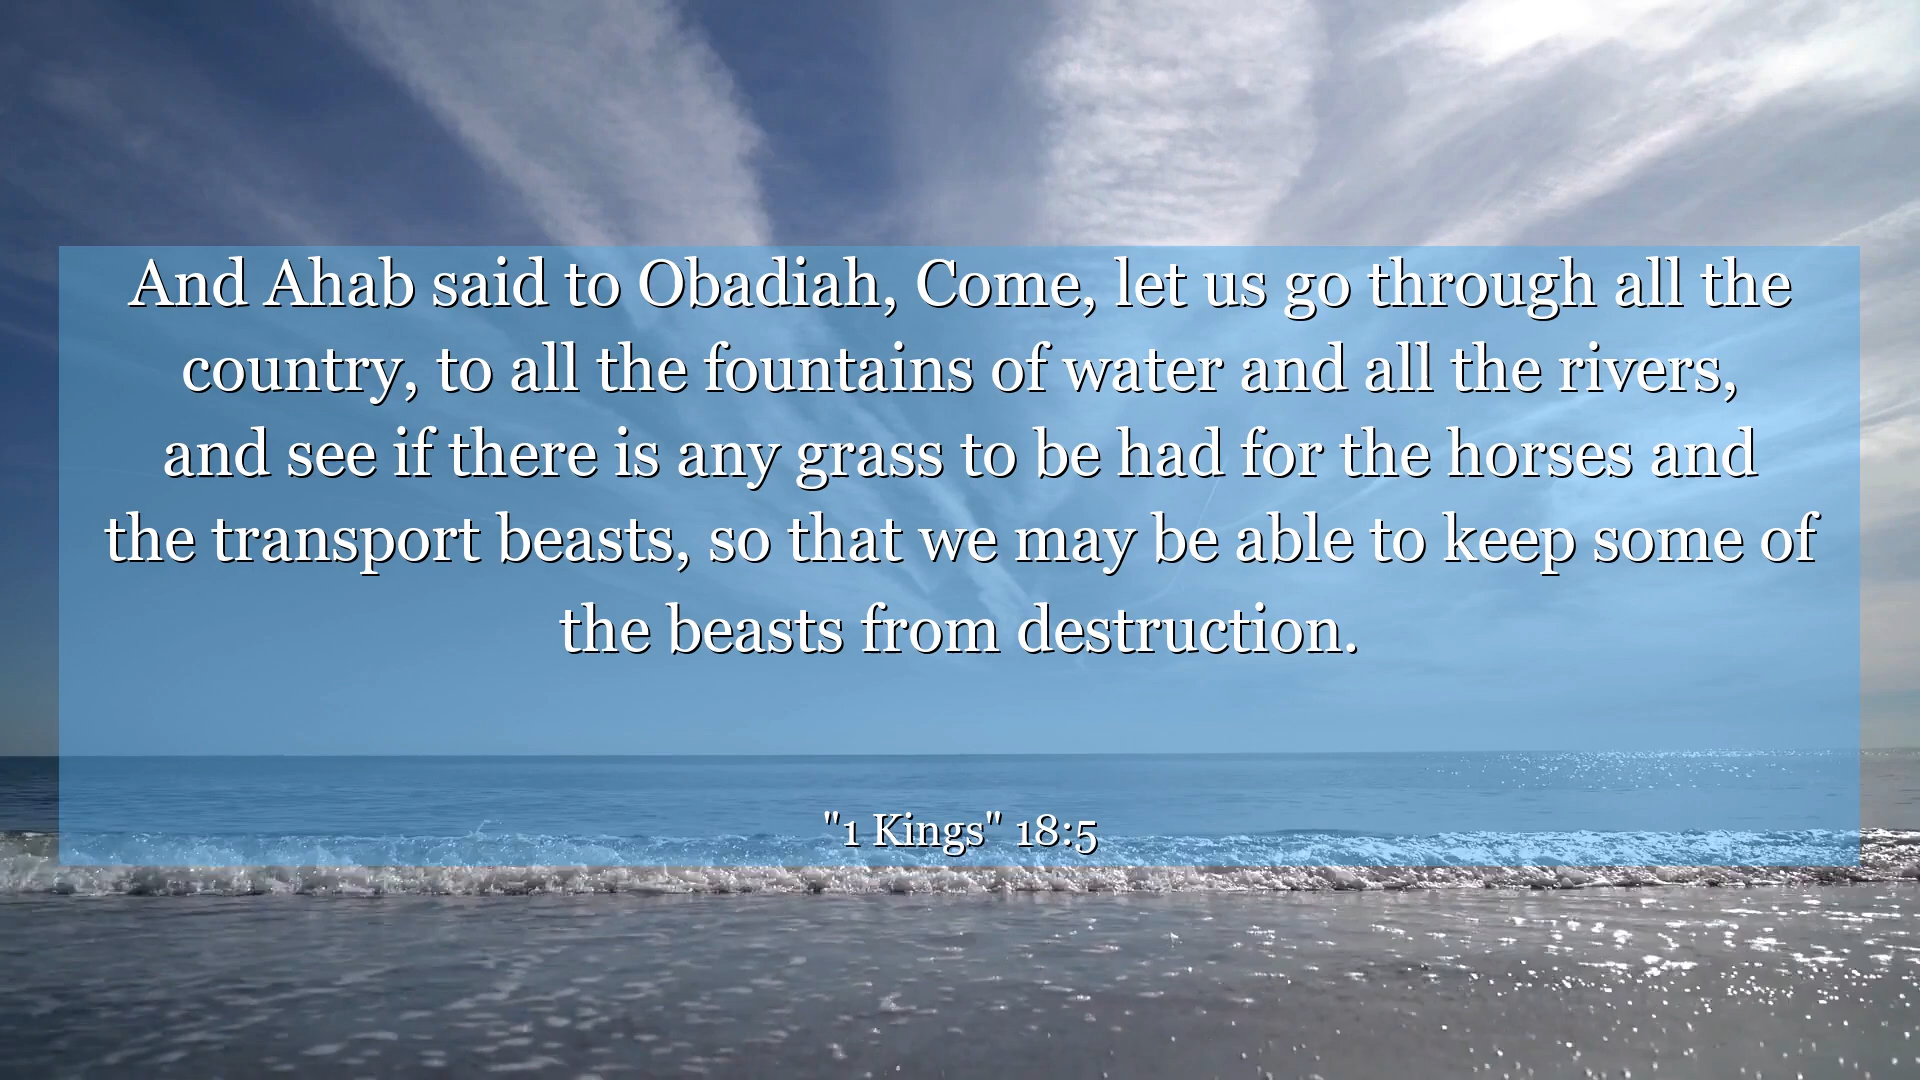 And Ahab said to Obadiah, Come, let us go through all the
country, to all the fountains of water and all the rivers,
and see if there is any grass to be had for the horses and
the transport beasts, so that we may be able to keep some of
the beasts from destruction.
"1 Kings" 18:5